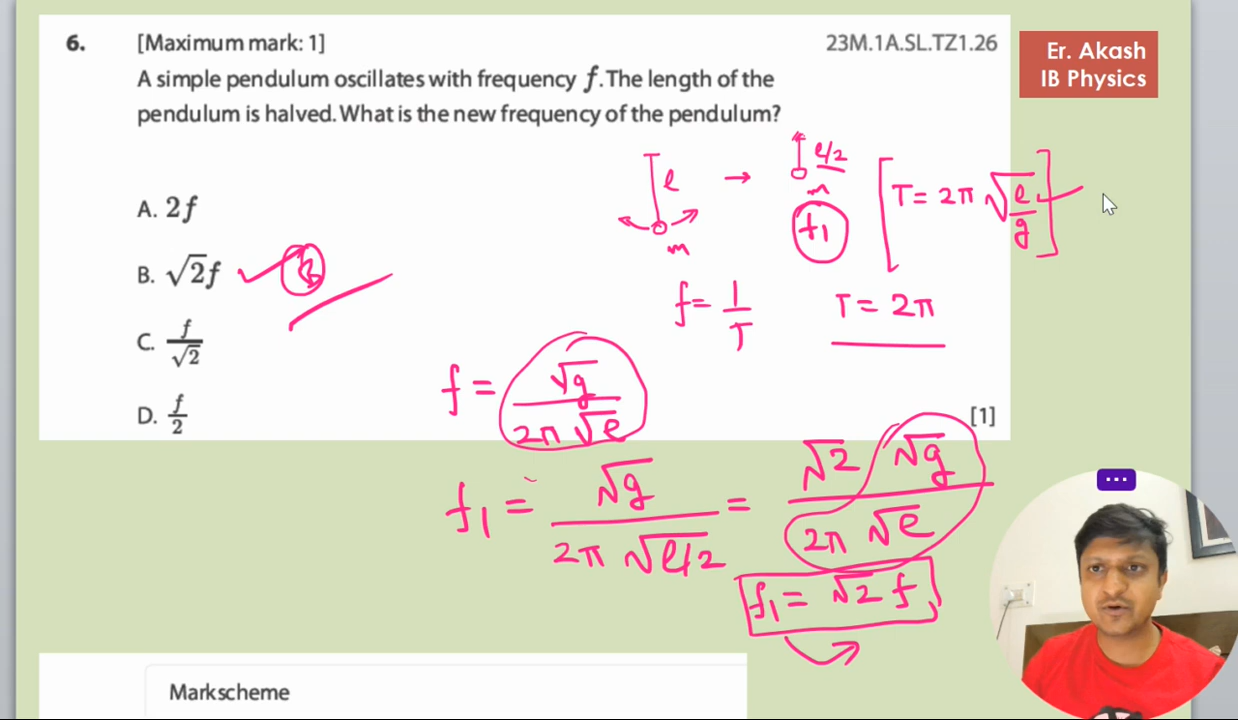 6. [Maximum mark: 1] 23M.1A.SL.TZ1.26
Er. Akash
IB Physics
A simple pendulum oscillates with frequency f. The length of the
pendulum is halved. What is the new frequency of the pendulum?
A. 2f
B. √2f
C. f/√2
D. f/2
[1]
l → l/2
m m
f₁
[T = 2π √(l/g)]
f = 1/T
T = 2π
B
f = √g / 2π √l
f₁ = √g / 2π √l/2 = √2 √g / 2π √l
f₁ = √2 f
Markscheme